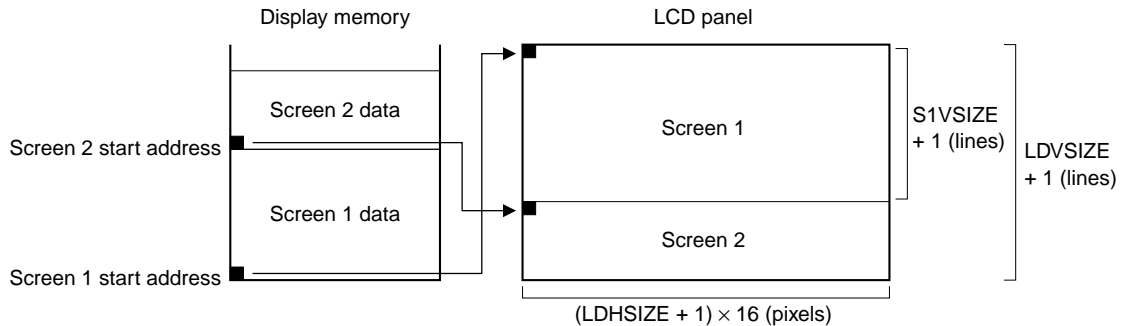 Display memory
LCD panel
Screen 2 data
Screen 2 start address
Screen 1 data
Screen 1 start address
Screen 1
Screen 2
S1VSIZE
+ 1 (lines)
LDVSIZE
+ 1 (lines)
(LDHSIZE + 1) × 16 (pixels)